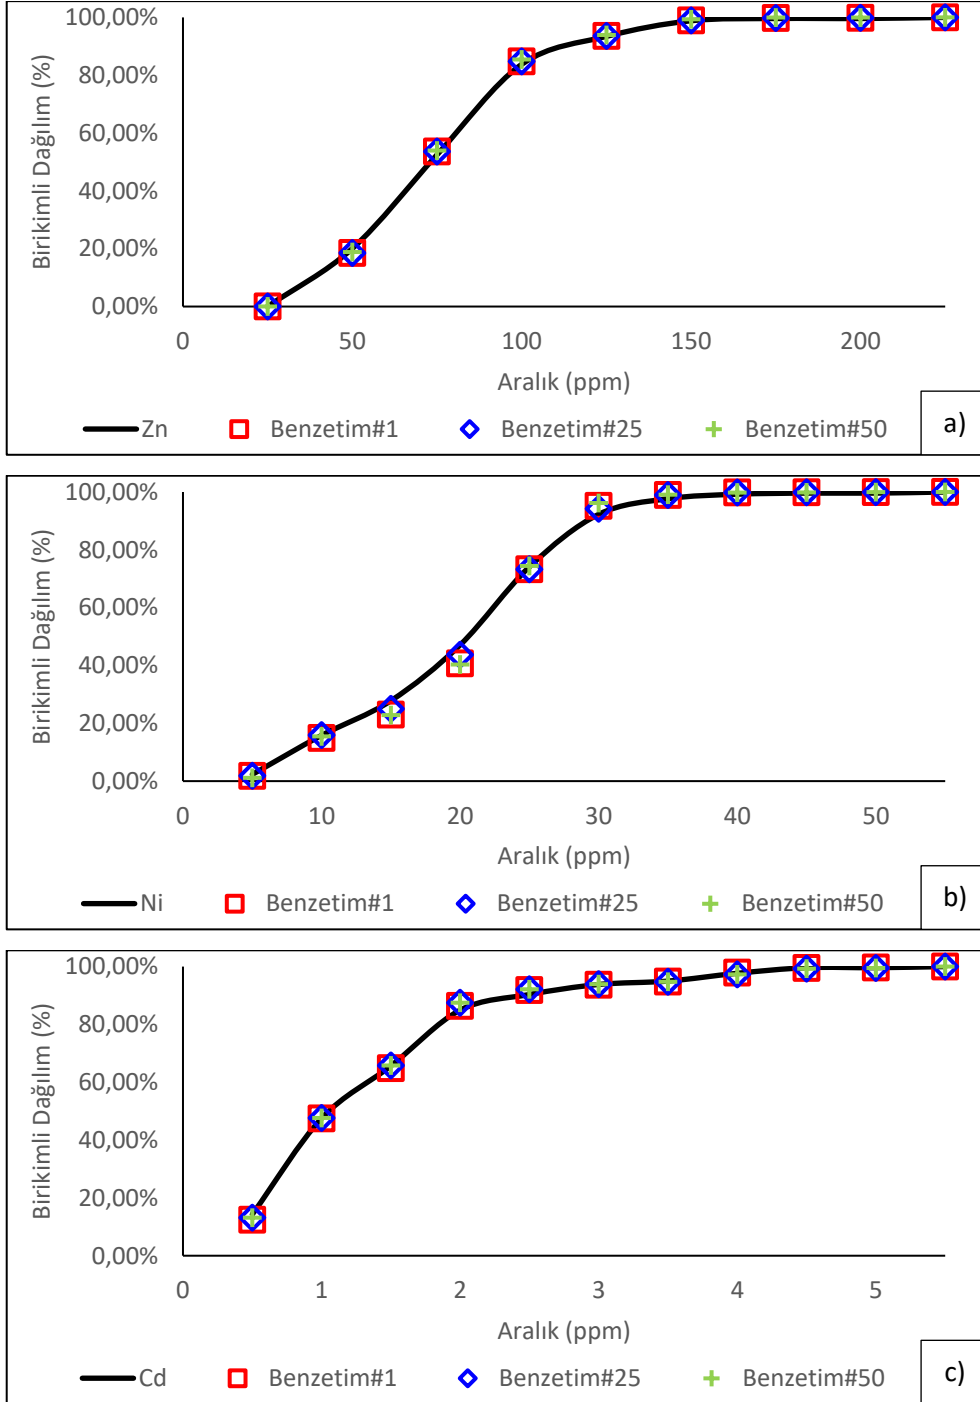 100,00%
80,00%
60,00%
40,00%
20,00%
0,00%
Birikimli Dağılım (%)
0 50 100 150 200
Aralık (ppm)
Zn Benzetim#1 Benzetim#25 Benzetim#50
a)
100,00%
80,00%
60,00%
40,00%
20,00%
0,00%
Birikimli Dağılım (%)
0 10 20 30 40 50
Aralık (ppm)
Ni Benzetim#1 Benzetim#25 Benzetim#50
b)
100,00%
80,00%
60,00%
40,00%
20,00%
0,00%
Birikimli Dağılım (%)
0 1 2 3 4 5
Aralık (ppm)
Cd Benzetim#1 Benzetim#25 Benzetim#50
c)